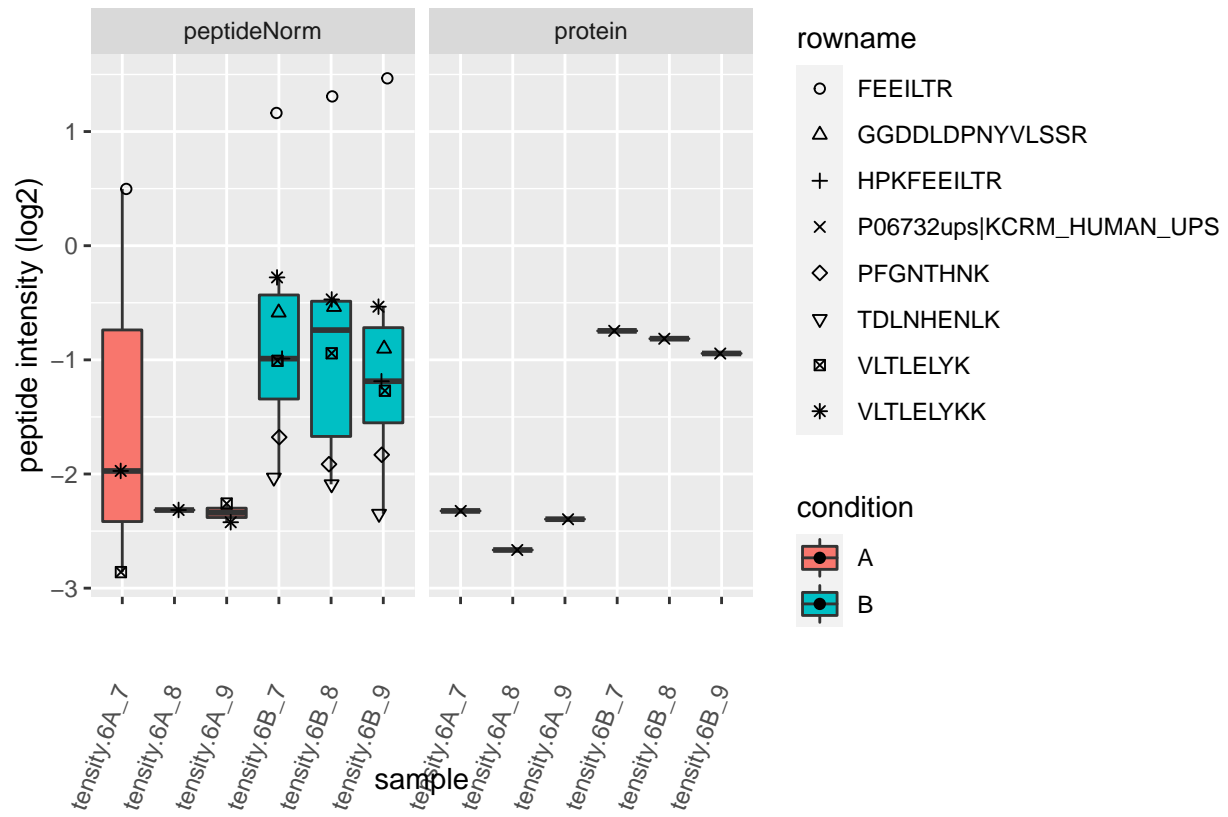 peptideNorm
protein
peptide intensity (log2)
1
0
−1
−2
−3
tensity.6A_7
tensity.6A_8
tensity.6A_9
tensity.6B_7
tensity.6B_8
tensity.6B_9
tensity.6A_7
tensity.6A_8
tensity.6A_9
tensity.6B_7
tensity.6B_8
tensity.6B_9
sample
rowname
FEEILTR
GGDDLDPNYVLSSR
HPKFEEILTR
P06732ups|KCRM_HUMAN_UPS
PFGNTHNK
TDLNHENLK
VLTLELYK
VLTLELYKK
condition
A
B